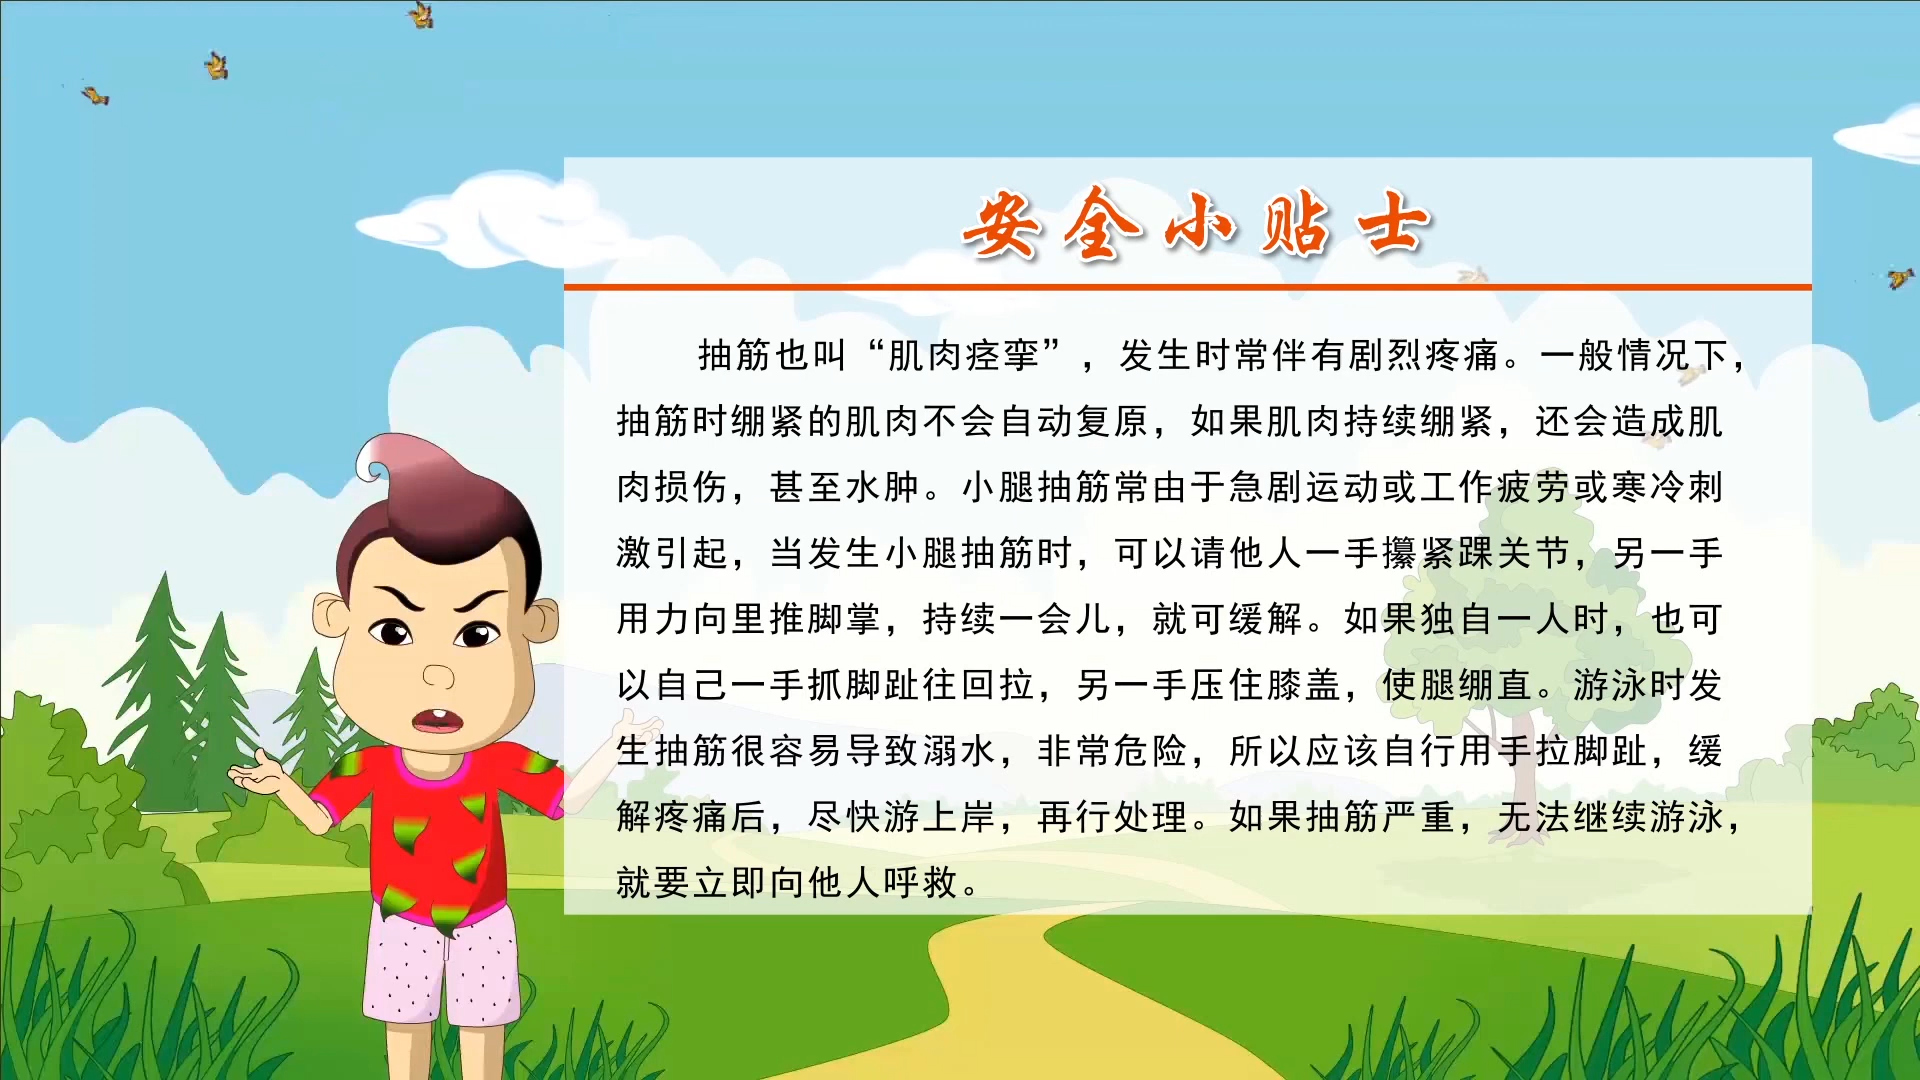 安全小贴士
抽筋也叫“肌肉痉挛”，发生时常伴有剧烈疼痛。一般情况下，
抽筋时绷紧的肌肉不会自动复原，如果肌肉持续绷紧，还会造成肌
肉损伤，甚至水肿。小腿抽筋常由于急剧运动或工作疲劳或寒冷刺
激引起，当发生小腿抽筋时，可以请他人一手攥紧踝关节，另一手
用力向里推脚掌，持续一会儿，就可缓解。如果独自一人时，也可
以自己一手抓脚趾往回拉，另一手压住膝盖，使腿绷直。游泳时发
生抽筋很容易导致溺水，非常危险，所以应该自行用手拉脚趾，缓
解疼痛后，尽快游上岸，再行处理。如果抽筋严重，无法继续游泳，
就要立即向他人呼救。